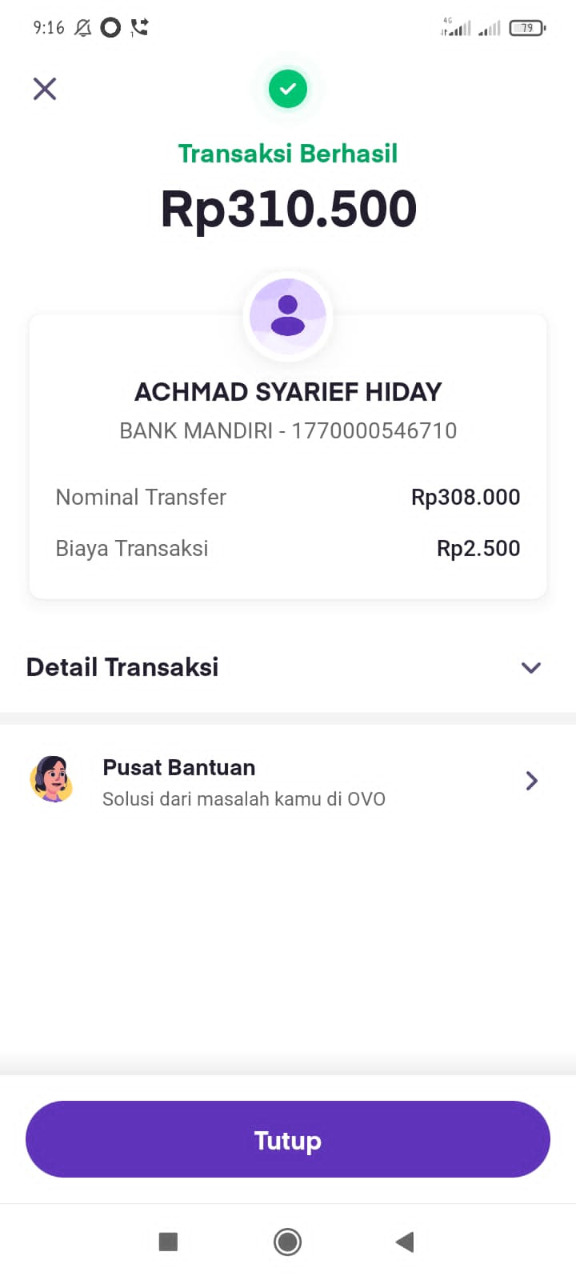 9:16
4G
79
Transaksi Berhasil
Rp310.500
ACHMAD SYARIEF HIDAY
BANK MANDIRI - 1770000546710
Nominal Transfer Rp308.000
Biaya Transaksi Rp2.500
Detail Transaksi
Pusat Bantuan
Solusi dari masalah kamu di OVO
Tutup